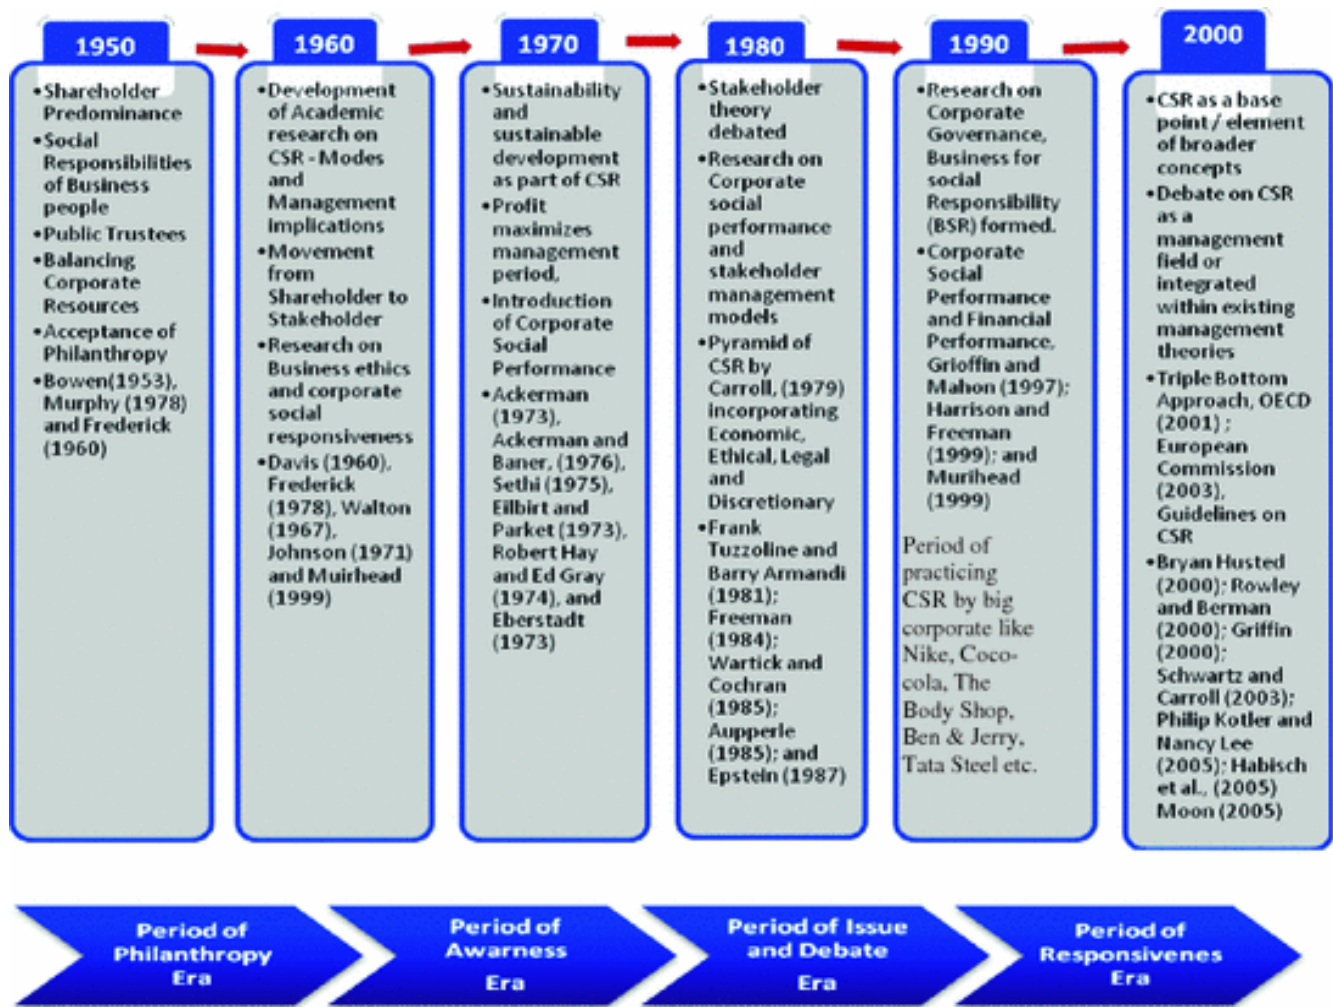 1950
•Shareholder
Predominance
•Social
Responsibilities
of Business
people
•Public Trustees
•Balancing
Corporate
Resources
•Acceptance of
Philanthropy
•Bowen(1953),
Murphy (1978)
and Frederick
(1960)
1960
•Development
of Academic
research on
CSR - Modes
and
Management
implications
•Movement
from
Shareholder to
Stakeholder
•Research on
Business ethics
and corporate
social
responsiveness
•Davis (1960),
Frederick
(1978), Walton
(1967),
Johnson (1971)
and Muirhead
(1999)
1970
•Sustainability
and
sustainable
development
as part of CSR
•Profit
maximizes
management
period,
•Introduction
of Corporate
Social
Performance
•Ackerman
(1973),
Ackerman and
Baner, (1976),
Sethi (1975),
Eilbirt and
Parket (1973),
Robert Hay
and Ed Gray
(1974), and
Eberstadt
(1973)
1980
•Stakeholder
theory
debated
•Research on
Corporate
social
performance
and
stakeholder
management
models
•Pyramid of
CSR by
Carroll, (1979)
incorporating
Economic,
Ethical, Legal
and
Discretionary
•Frank
Tuzzoline and
Barry Armandi
(1981);
Freeman
(1984);
Wartick and
Cochran
(1985);
Aupperle
(1985); and
Epstein (1987)
1990
•Research on
Corporate
Governance,
Business for
social
Responsibility
(BSR) formed.
•Corporate
Social
Performance
and Financial
Performance,
Grioffin and
Mahon (1997);
Harrison and
Freeman
(1999); and
Murihead
(1999)
Period of
practicing
CSR by big
corporate like
Nike, Coco-
cola, The
Body Shop,
Ben & Jerry,
Tata Steel etc.
2000
•CSR as a base
point / element
of broader
concepts
•Debate on CSR
as a
management
field or
integrated
within existing
management
theories
•Triple Bottom
Approach, OECD
(2001) ;
European
Commission
(2003),
Guidelines on
CSR
•Bryan Husted
(2000); Rowley
and Berman
(2000); Griffin
(2000);
Schwartz and
Carroll (2003);
Philip Kotler and
Nancy Lee
(2005); Habisch
et al., (2005)
Moon (2005)
Period of
Philanthropy
Era
Period of
Awarness
Era
Period of Issue
and Debate
Era
Period of
Responsivenes
Era